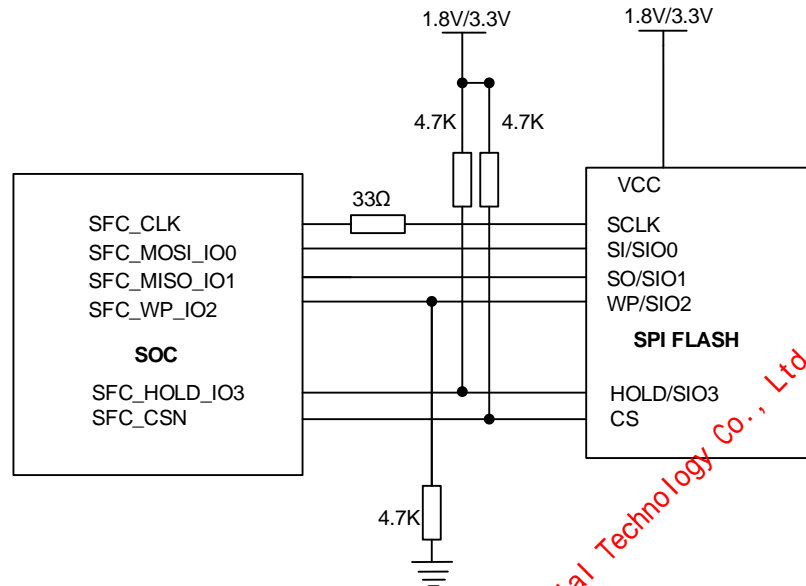 1.8V/3.3V
1.8V/3.3V
4.7K
4.7K
33Ω
VCC
SFC_CLK
SCLK
SFC_MOSI_IO0
SI/SIO0
SFC_MISO_IO1
SO/SIO1
SFC_WP_IO2
WP/SIO2
SOC
SPI FLASH
SFC_HOLD_IO3
HOLD/SIO3
SFC_CSN
CS
4.7K
Technology Co., Ltd